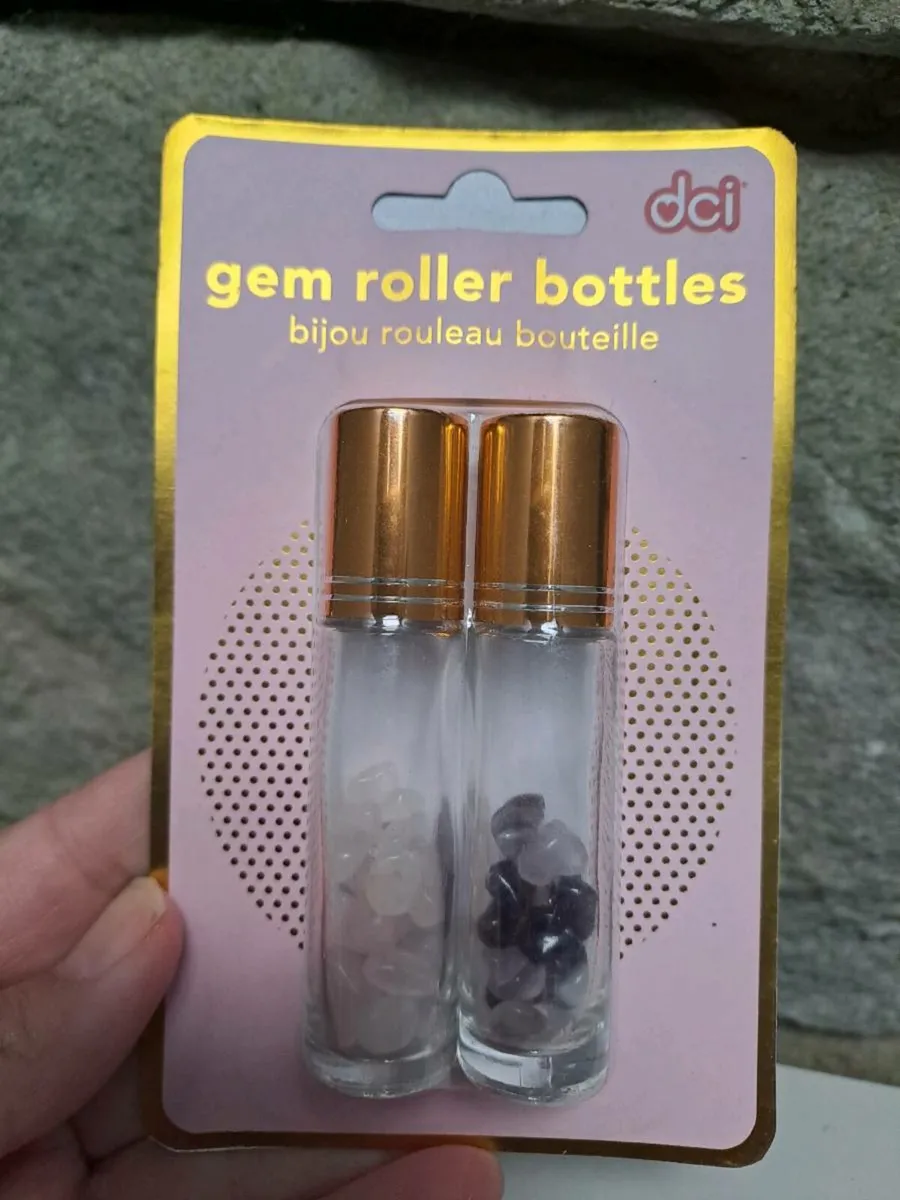 dci
gem roller bottles
bijou rouleau bouteille